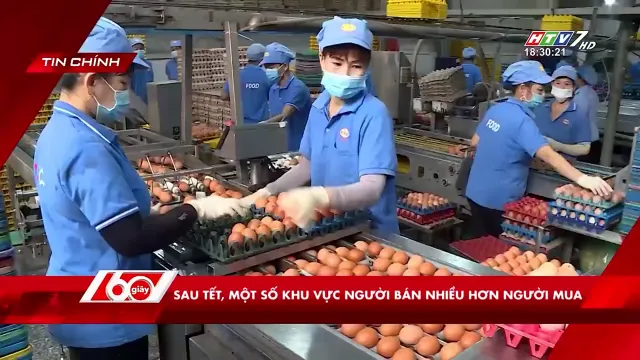 TIN CHÍNH
HTV7 HD
18:30:21
FOOD
FOOD
60 giây
SAU TẾT, MỘT SỐ KHU VỰC NGƯỜI BÁN NHIỀU HƠN NGƯỜI MUA